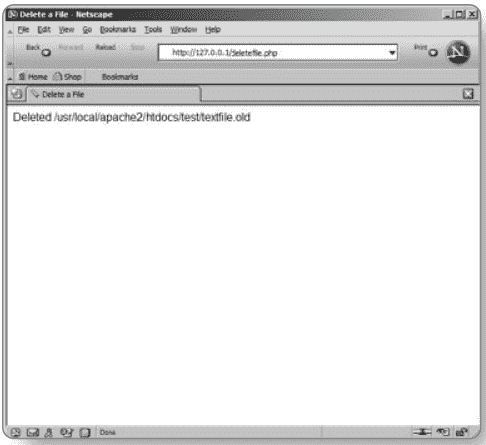 Delete a File - Netscape
File Edit View Go Bookmarks Tools Window Help
Back Forward Reload Stop http://127.0.0.1/deletefile.php Print N
Home Shop Bookmarks
Delete a File
Deleted /usr/local/apache2/htdocs/test/textfile.old
Done